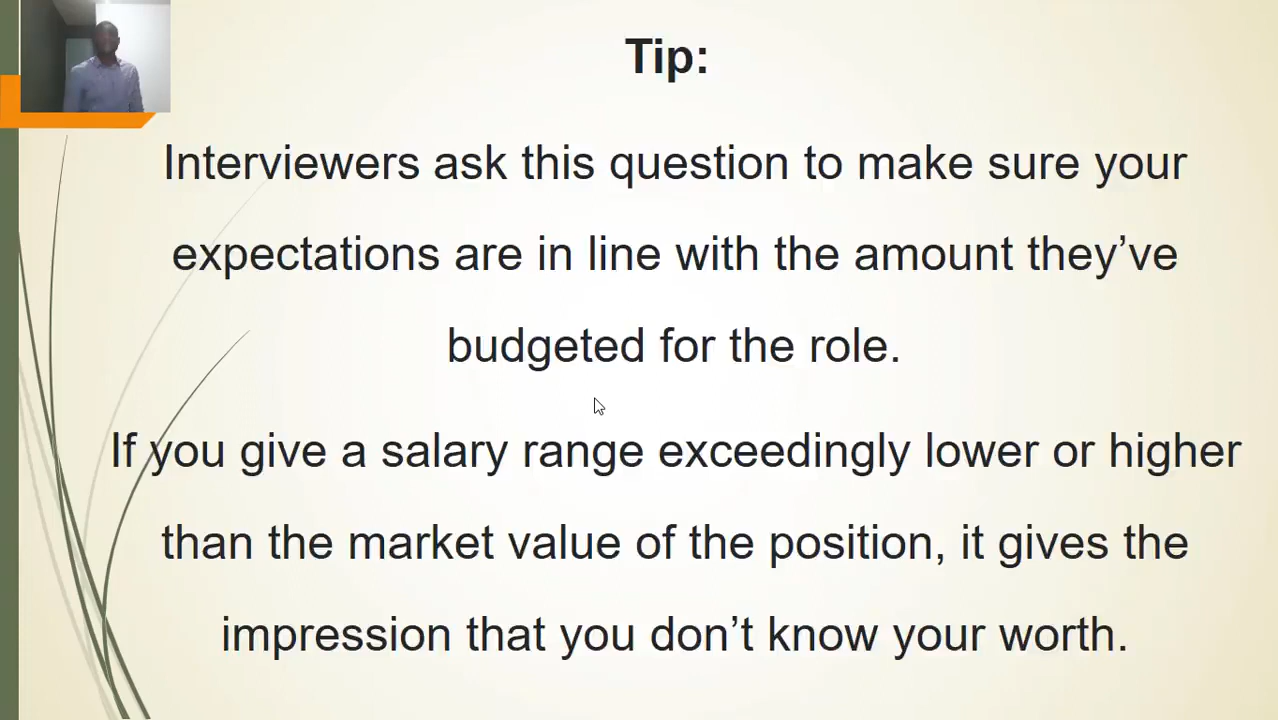 Tip:
Interviewers ask this question to make sure your
expectations are in line with the amount they’ve
budgeted for the role.
If you give a salary range exceedingly lower or higher
than the market value of the position, it gives the
impression that you don’t know your worth.